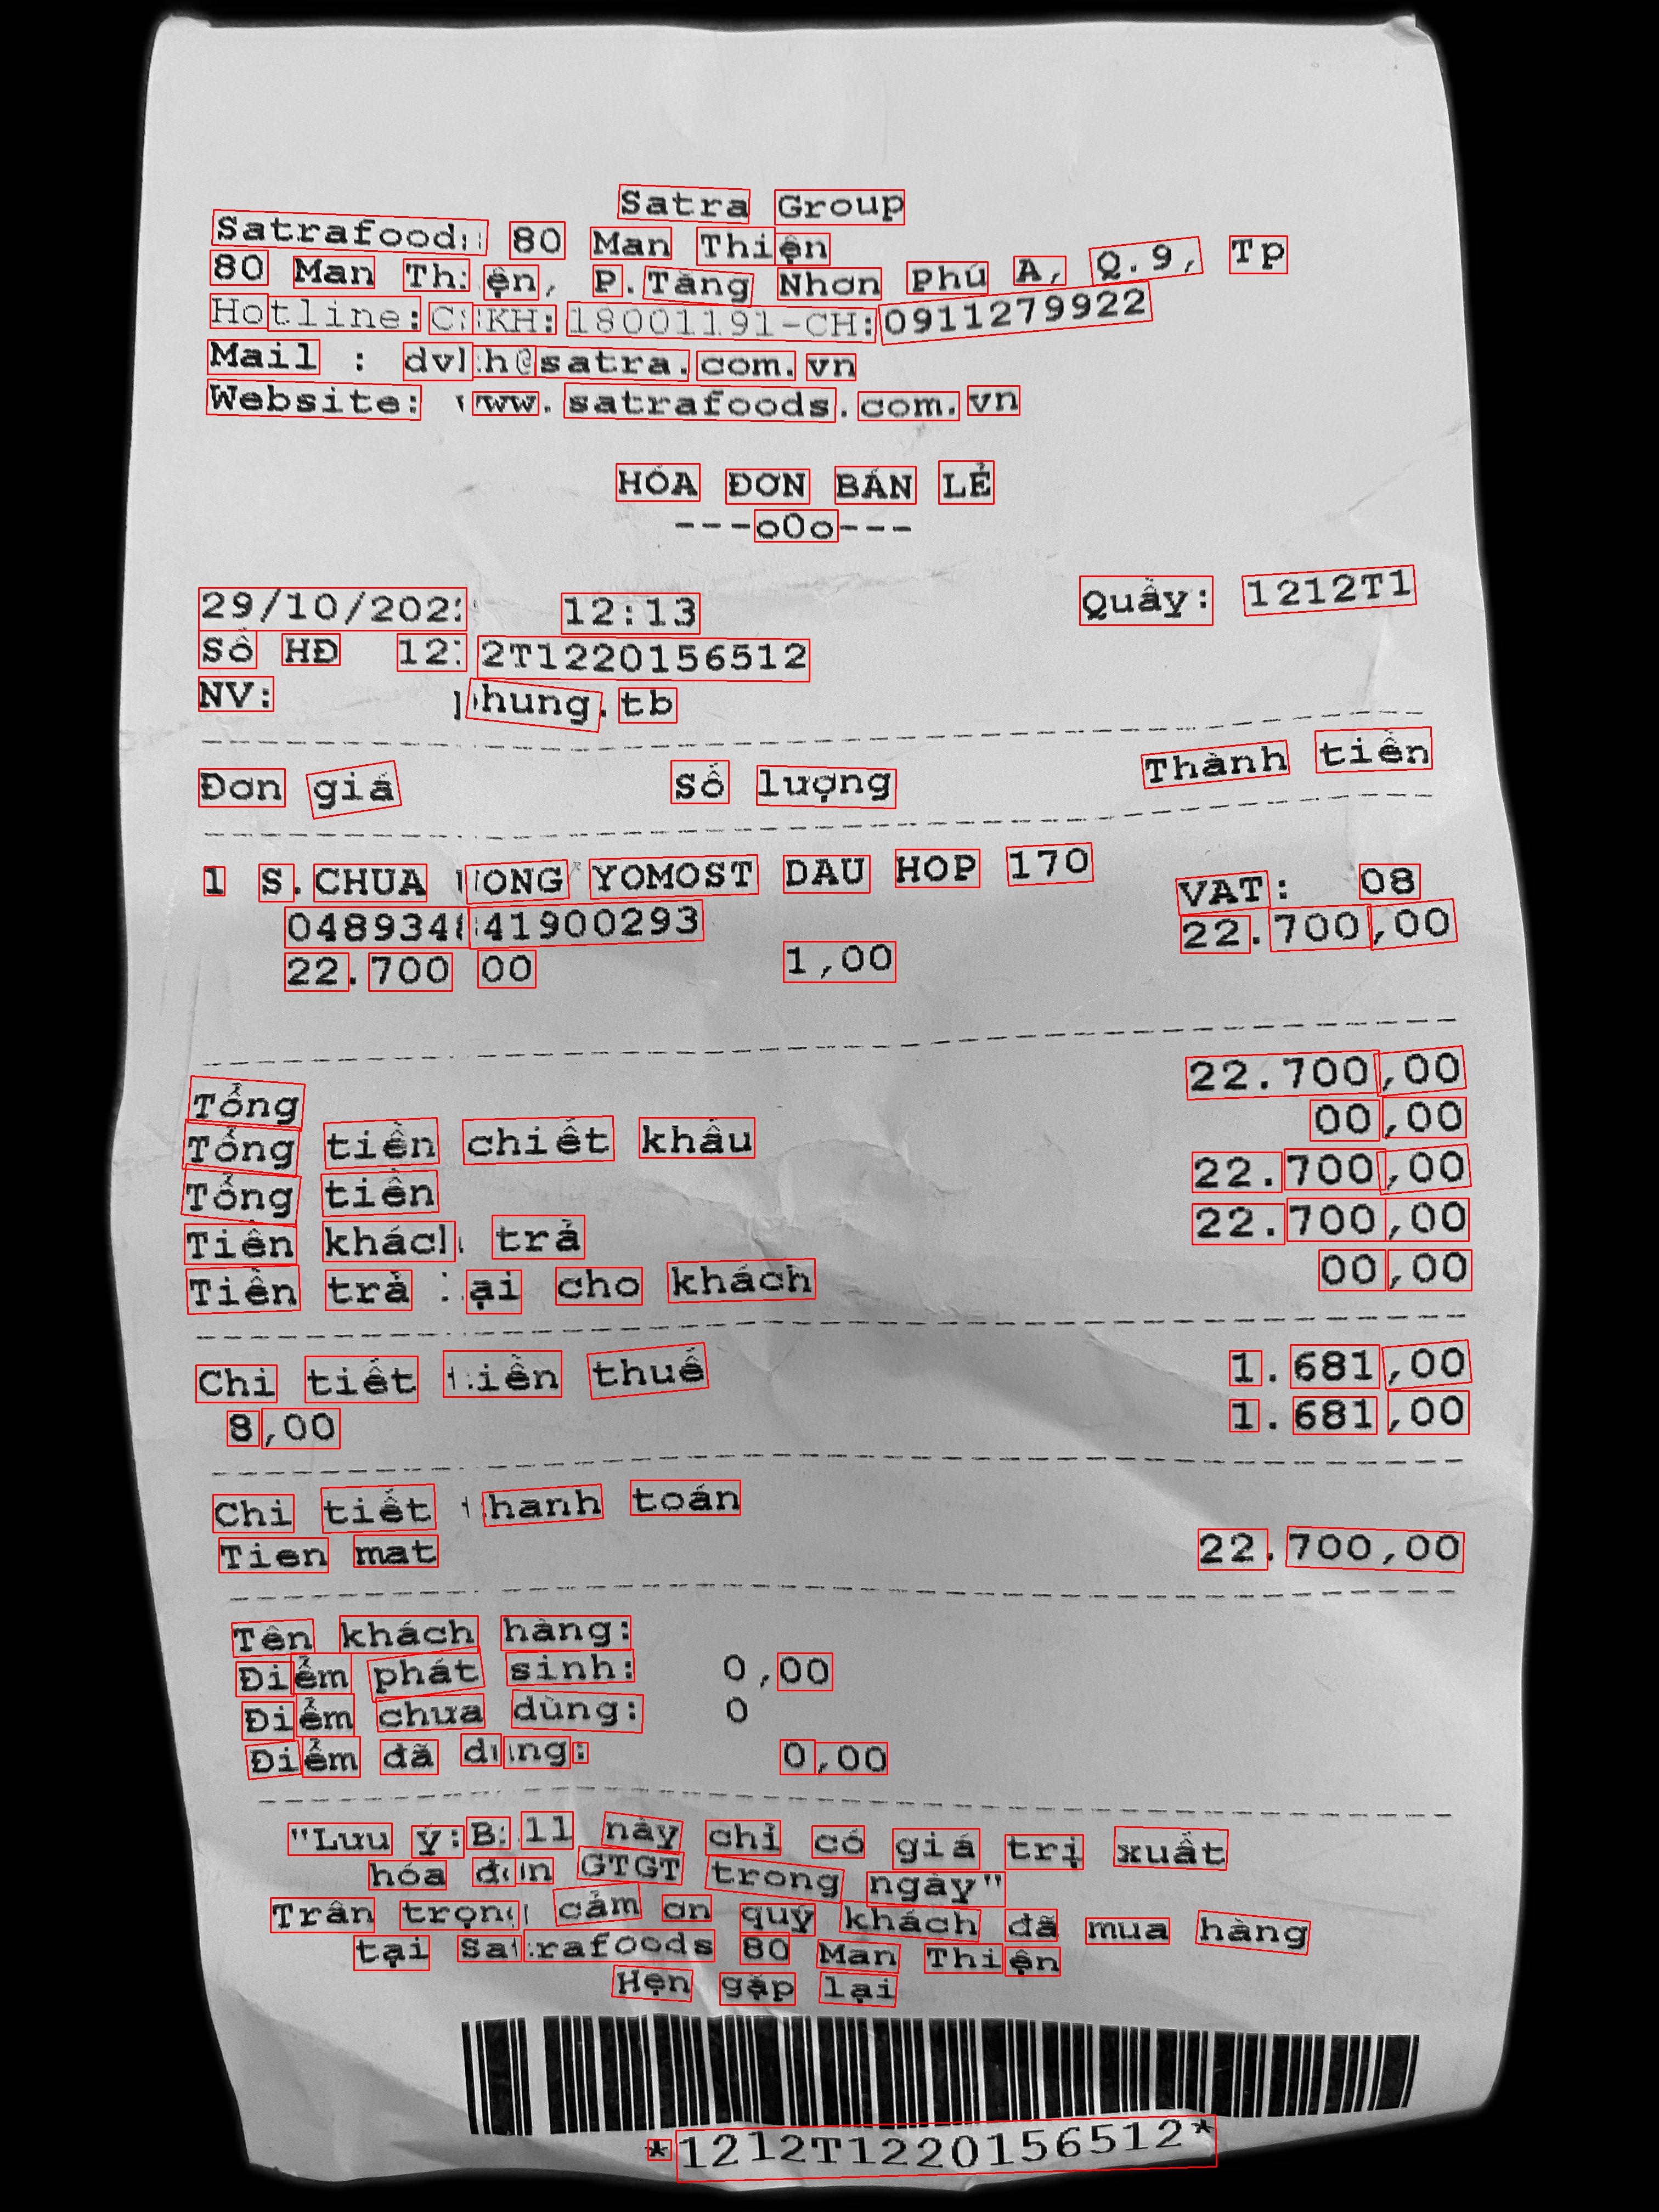 Satra Group
Satrafoods 80 Man Thiện
80 Man Thiện, P.Tăng Nhơn Phú A, Q.9, Tp
Hotline: CSKH: 18001191-CH:0911279922
Mail : dvkh@satra.com.vn
Website: www.satrafoods.com.vn
HÓA ĐƠN BÁN LẺ
---oOo---
12:13 Quầy: 1212T1
Số HĐ 1212T1220156512
NV: phung.tb
Đơn giá Số lượng Thành tiền
1 S.CHUA UONG YOMOST DAU HOP 170 VAT: 08
22.700,00
22.700 00 1,00
Tổng 22.700,00
Tổng tiền chiết khấu 00,00
Tổng tiền 22.700,00
Tiền khách trả 22.700,00
Tiền trả lại cho khách 00,00
Chi tiết tiền thuế 1.681,00
8,00 1.681,00
Chi tiết thanh toán
Tien mat 22.700,00
Tên khách hàng:
Điểm phát sinh: 0,00
Điểm chưa dùng: 0
Điểm đã dùng: 0,00
"Lưu ý:Bill này chỉ có giá trị xuất
hóa đơn GTGT trong ngày"
Trân trọng cảm ơn quý khách đã mua hàng
tại Satrafoods 80 Man Thiện
Hẹn gặp lại
*1212T1220156512*